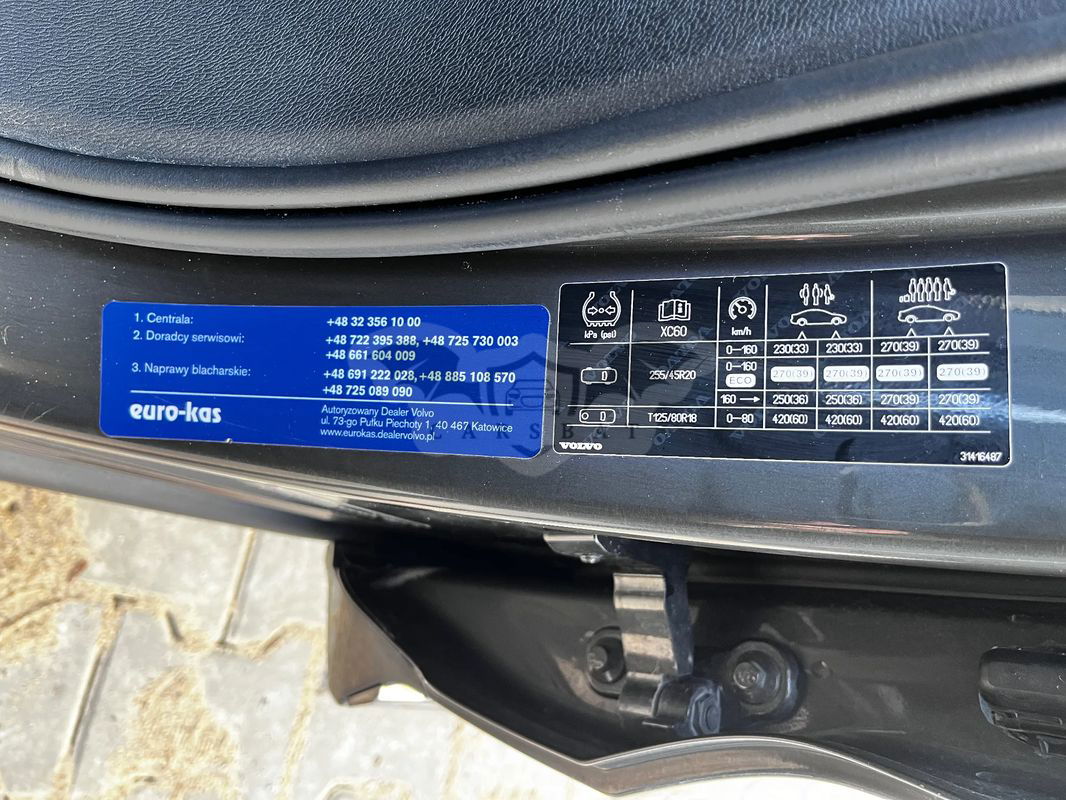 1. Centrala: +48 32 356 10 00
2. Doradcy serwisowi: +48 722 395 388, +48 725 730 003
+48 661 604 009
3. Naprawy blacharskie: +48 691 222 028, +48 885 108 570
+48 725 089 090
euro-kas
Autoryzowany Dealer Volvo
ul. 73-go Pułku Piechoty 1, 40 467 Katowice
www.eurokas.dealervolvo.pl
kPa (psi) XC60 km/h
0–160 230(33) 230(33) 270(39) 270(39)
D 255/45R20 0–160 ECO 270(39) 270(39) 270(39) 270(39)
160 → 250(36) 250(36) 270(39) 270(39)
D T125/80R18 0–80 420(60) 420(60) 420(60) 420(60)
VOLVO 31416487
CARSBAT